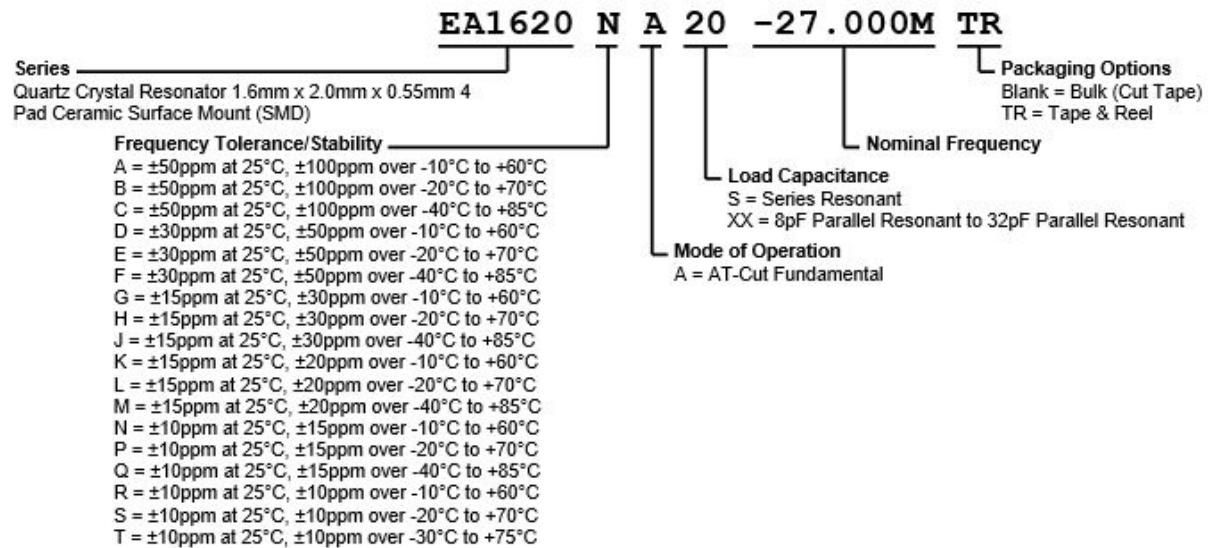 EA1620 N A 20 -27.000M TR
Series
Quartz Crystal Resonator 1.6mm x 2.0mm x 0.55mm 4
Pad Ceramic Surface Mount (SMD)
Frequency Tolerance/Stability
A = ±50ppm at 25°C, ±100ppm over -10°C to +60°C
B = ±50ppm at 25°C, ±100ppm over -20°C to +70°C
C = ±50ppm at 25°C, ±100ppm over -40°C to +85°C
D = ±30ppm at 25°C, ±50ppm over -10°C to +60°C
E = ±30ppm at 25°C, ±50ppm over -20°C to +70°C
F = ±30ppm at 25°C, ±50ppm over -40°C to +85°C
G = ±15ppm at 25°C, ±30ppm over -10°C to +60°C
H = ±15ppm at 25°C, ±30ppm over -20°C to +70°C
J = ±15ppm at 25°C, ±30ppm over -40°C to +85°C
K = ±15ppm at 25°C, ±20ppm over -10°C to +60°C
L = ±15ppm at 25°C, ±20ppm over -20°C to +70°C
M = ±15ppm at 25°C, ±20ppm over -40°C to +85°C
N = ±10ppm at 25°C, ±15ppm over -10°C to +60°C
P = ±10ppm at 25°C, ±15ppm over -20°C to +70°C
Q = ±10ppm at 25°C, ±15ppm over -40°C to +85°C
R = ±10ppm at 25°C, ±10ppm over -10°C to +60°C
S = ±10ppm at 25°C, ±10ppm over -20°C to +70°C
T = ±10ppm at 25°C, ±10ppm over -30°C to +75°C
Packaging Options
Blank = Bulk (Cut Tape)
TR = Tape & Reel
Nominal Frequency
Load Capacitance
S = Series Resonant
XX = 8pF Parallel Resonant to 32pF Parallel Resonant
Mode of Operation
A = AT-Cut Fundamental